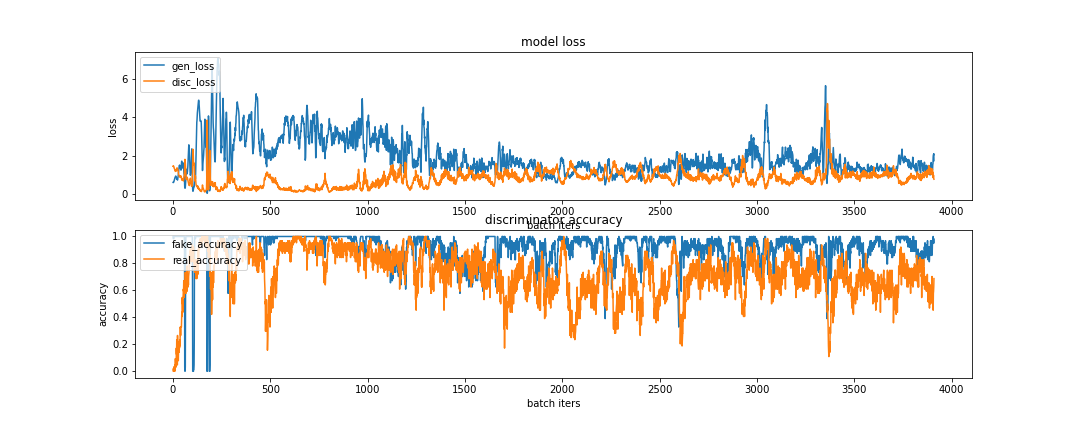 model loss
gen_loss
disc_loss
loss
6
4
2
0
0 500 1000 1500 2000 2500 3000 3500 4000
batch iters
discriminator accuracy
fake_accuracy
real_accuracy
accuracy
1.0
0.8
0.6
0.4
0.2
0.0
0 500 1000 1500 2000 2500 3000 3500 4000
batch iters